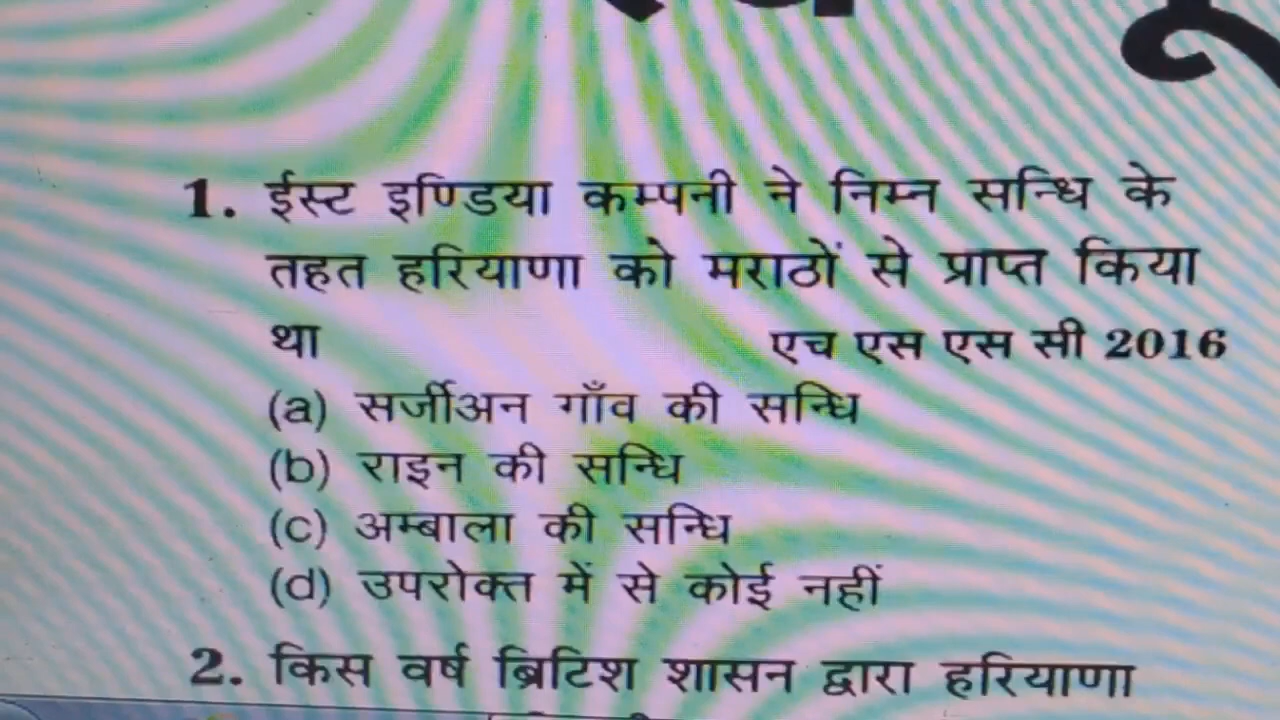 1. ईस्ट इण्डिया कम्पनी ने निम्न सन्धि के
तहत हरियाणा को मराठों से प्राप्त किया
था एच एस एस सी 2016
(a) सर्जीअन गाँव की सन्धि
(b) राइन की सन्धि
(c) अम्बाला की सन्धि
(d) उपरोक्त में से कोई नहीं
2. किस वर्ष ब्रिटिश शासन द्वारा हरियाणा